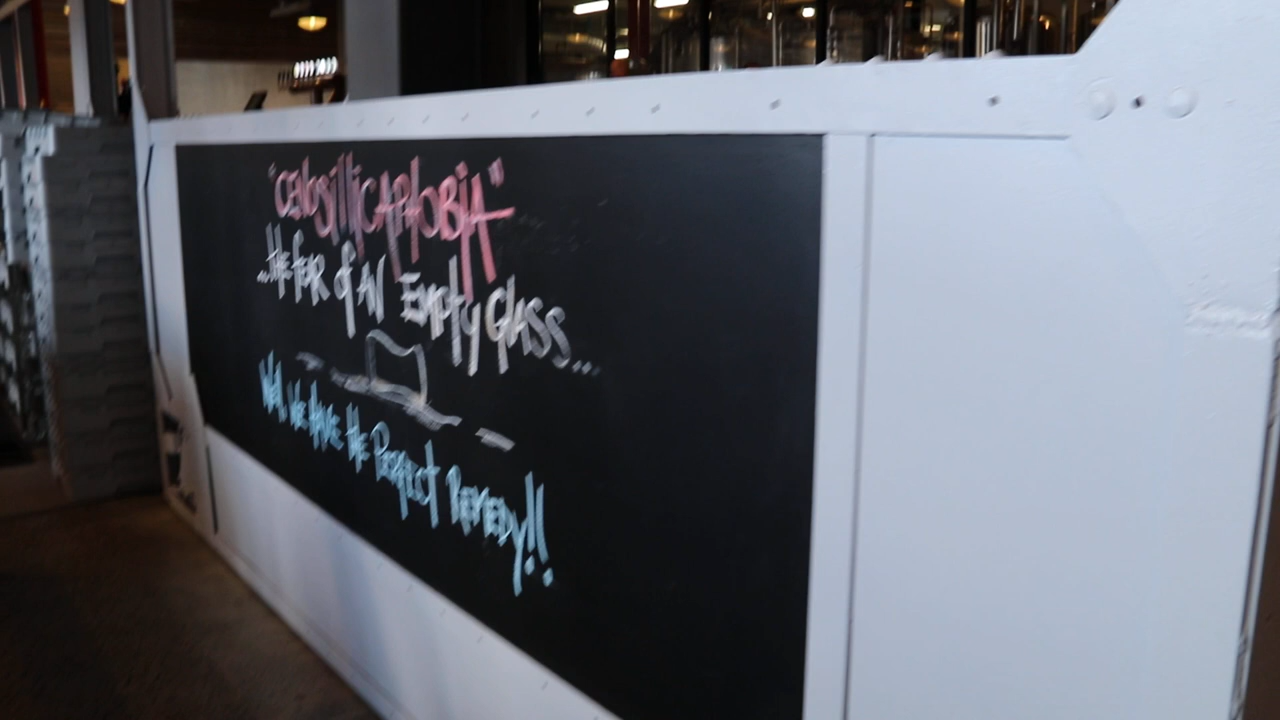 "CENOSilliCAPHOBiA"
...tHE FEAR of AN EMPty GlASS...
WEll WE HAVE tHE PERfECt REMEDy!!